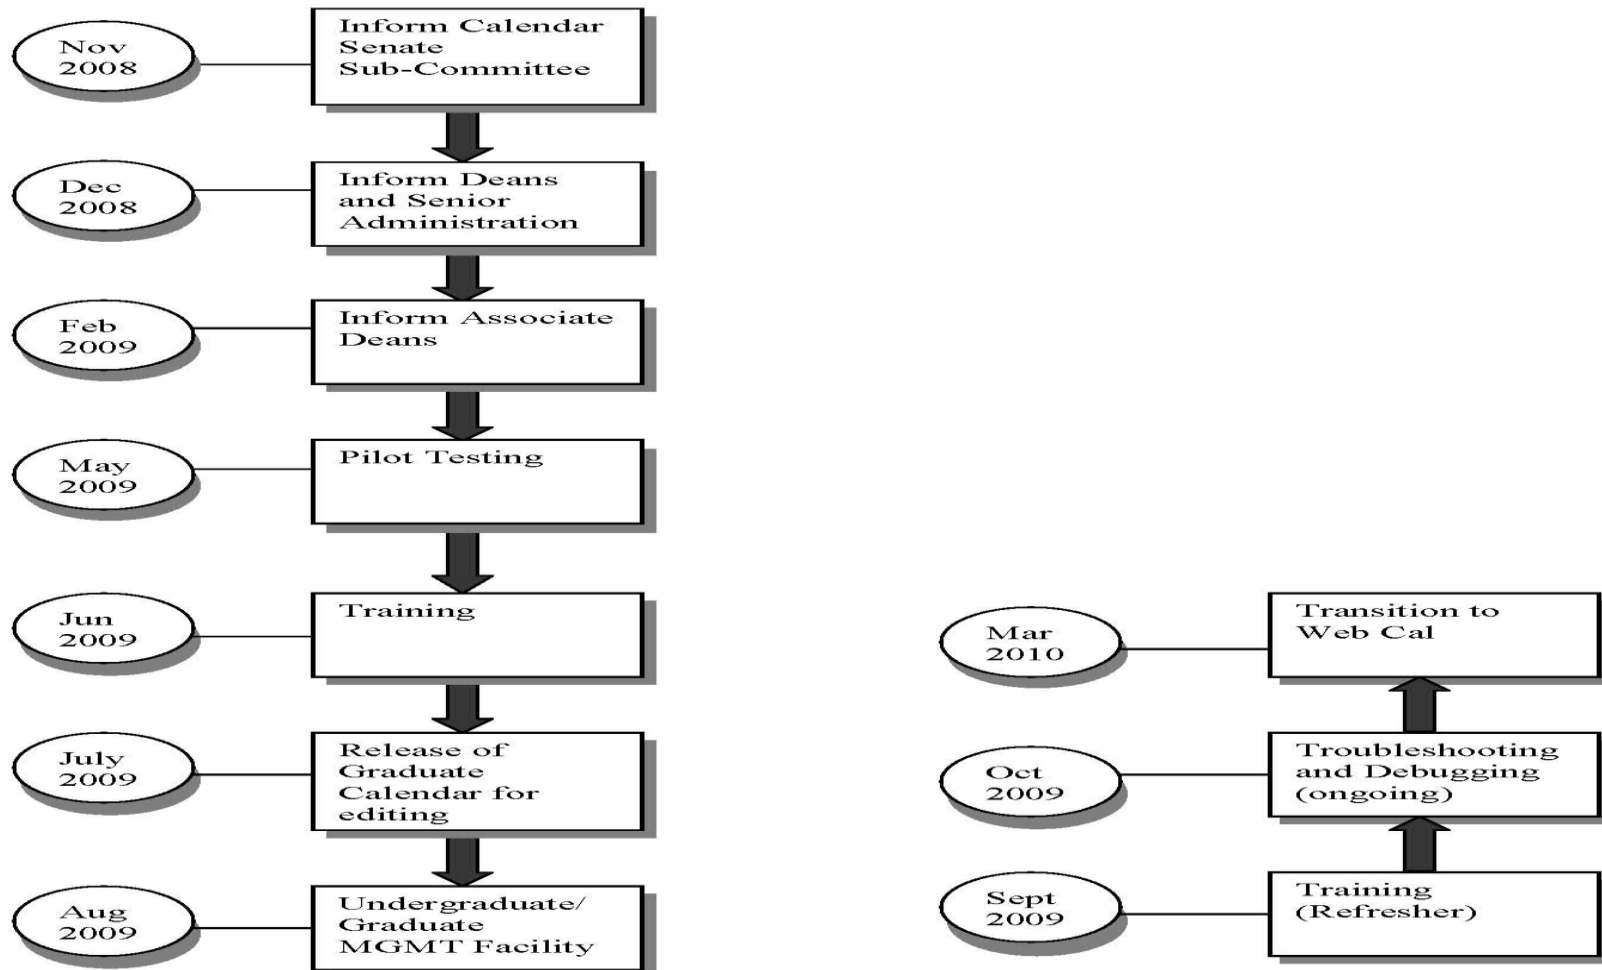 Nov
2008
Inform Calendar
Senate
Sub-Committee
Dec
2008
Inform Deans
and Senior
Administration
Feb
2009
Inform Associate
Deans
May
2009
Pilot Testing
Jun
2009
Training
July
2009
Release of
Graduate
Calendar for
editing
Aug
2009
Undergraduate/
Graduate
MGMT Facility
Mar
2010
Transition to
Web Cal
Oct
2009
Troubleshooting
and Debugging
(ongoing)
Sept
2009
Training
(Refresher)